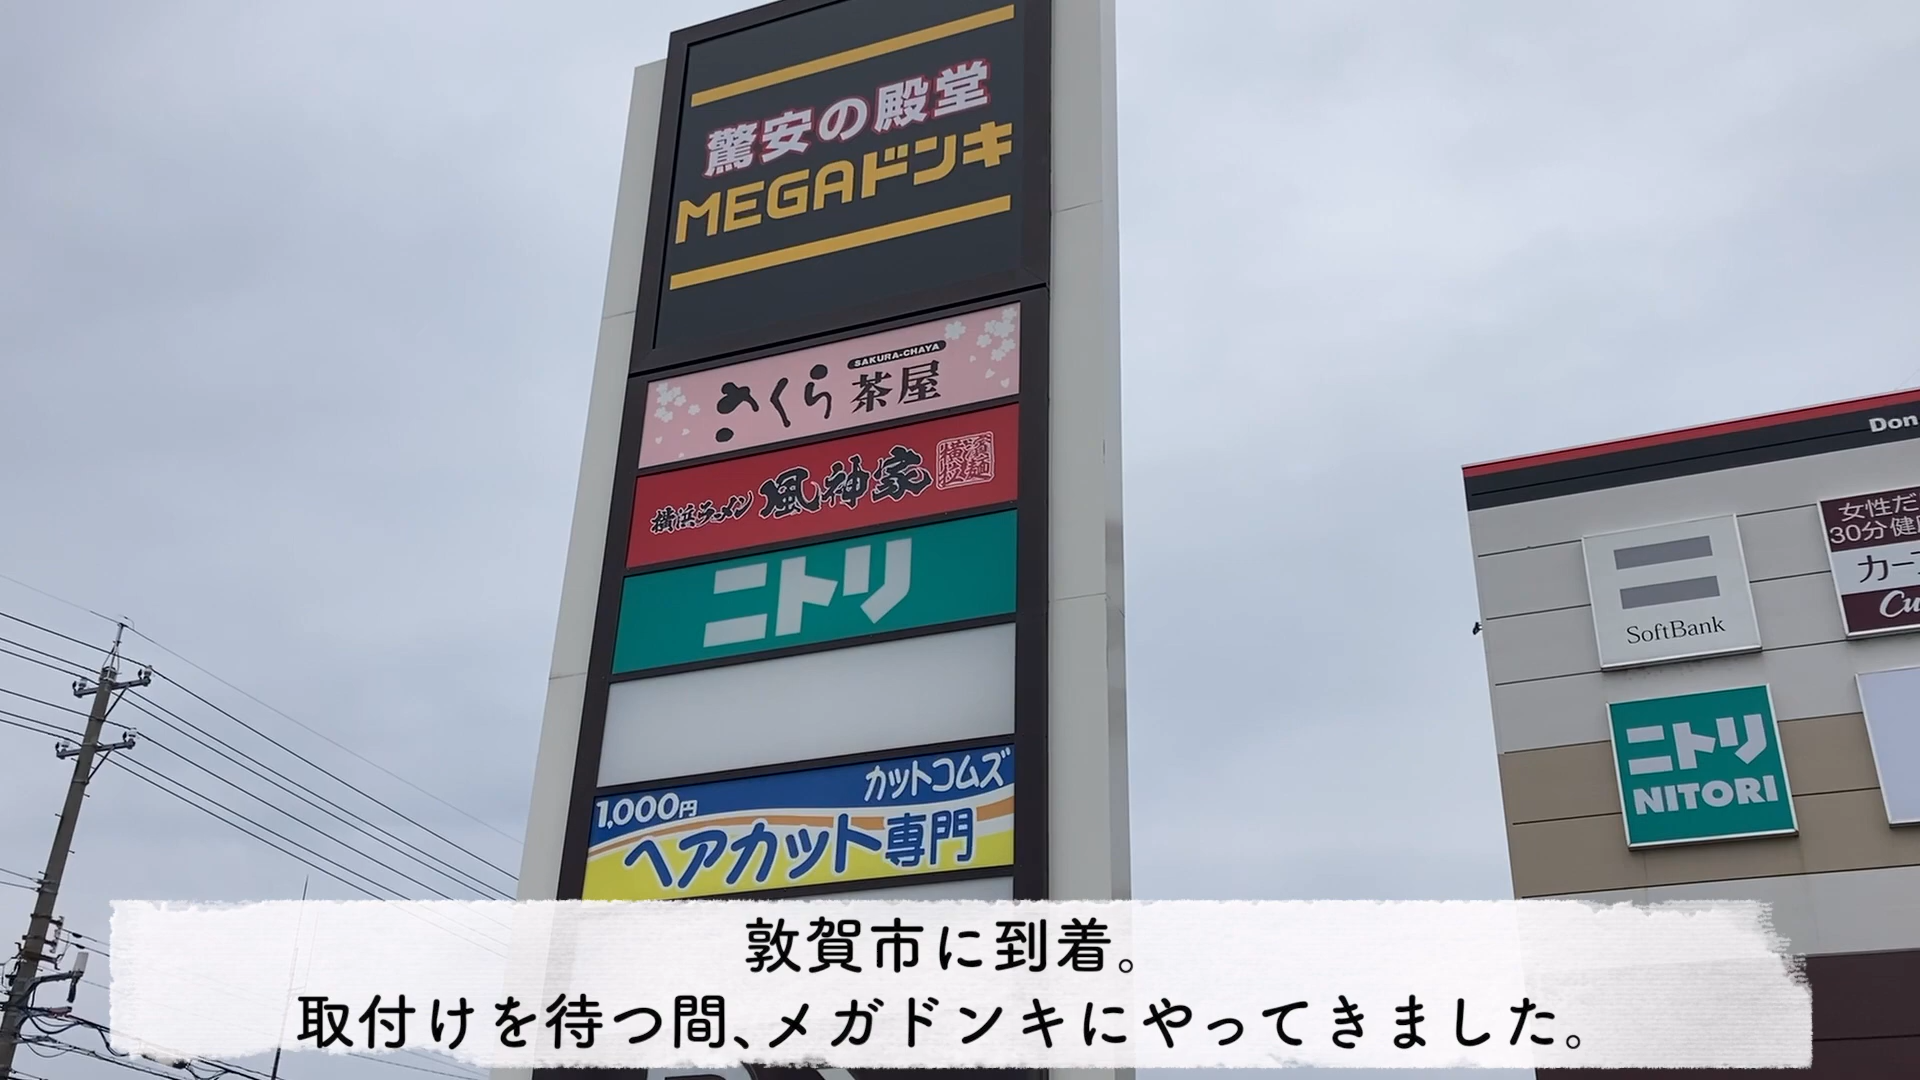 驚安の殿堂
MEGAドンキ
SAKURA-CHAYA
さくら茶屋
横浜ラーメン 風神家
ニトリ
カットコムズ
1,000円
ヘアカット専門
Don
SoftBank
女性だ
30分健
カー
Cu
ニトリ
NITORI
敦賀市に到着。
取付けを待つ間、メガドンキにやってきました。